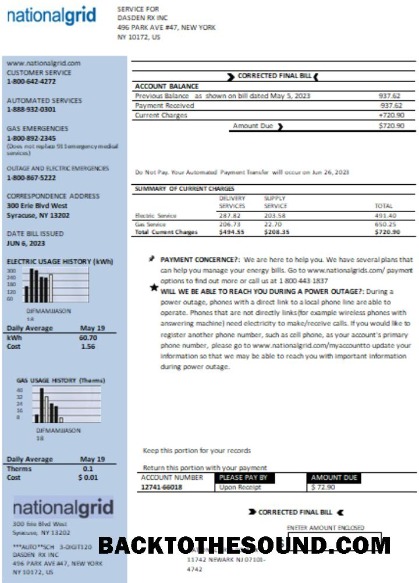 nationalgrid
SERVICE FOR
DASDEN RX INC
496 PARK AVE #47, NEW YORK
NY 10172, US
www.nationalgrid.com
CUSTOMER SERVICE
1-800-642-4272
AUTOMATED SERVICES
1-888-932-0301
GAS EMERGENCIES
1-800-892-2345
(Does not replace 911 emergency medical
services)
OUTAGE AND ELECTRIC EMERGENCIES
1-800-867-5222
CORRESPONDENCE ADDRESS
300 Erie Blvd West
Syracuse, NY 13202
DATE BILL ISSUED
JUN 6, 2023
ELECTRIC USAGE HISTORY (kWh)
300
240
180
120
60
DJFMAMJJASON
18
Daily Average May 19
kWh 60.70
Cost 1.56
GAS USAGE HISTORY (Therms)
40
32
24
16
8
DJFMAMJJASON
18
Daily Average May 19
Therms 0.1
Cost $ 0.01
CORRECTED FINAL BILL
ACCOUNT BALANCE
Previous Balance as shown on bill dated May 5, 2023 937.62
Payment Received 937.62
Current Charges +720.90
Amount Due $720.90
Do Not Pay. Your Automated Payment Transfer will occur on Jun 26, 2023
SUMMARY OF CURRENT CHARGES
DELIVERY SERVICES SUPPLY SERVICE TOTAL
Electric Service 287.82 203.58 491.40
Gas Service 206.73 22.70 650.25
Total Current Charges $494.55 $208.35 $720.90
PAYMENT CONCERNE?: We are here to help you. We have several plans that
can help you manage your energy bills. Go to www.nationalgrids.com/ payment
options to find out more or call us at 1 800 443 1837
WILL WE BE ABLE TO REACH YOU DURING A POWER OUTAGE?: During a
power outage, phones with a direct link to a local phone line are able to
operate. Phones that are not directly links(for example wireless phones with
answering machine) need electricity to make/receive calls. If you would like to
register another phone number, such as cell phone, as your account's primary
phone number, please go to www.nationalgrid.com/myaccountto update your
information so that we may be able to reach you with important information
during power outage.
Keep this portion for your records
Return this portion with your payment
ACCOUNT NUMBER PLEASE PAY BY AMOUNT DUE
12741-66018 Upon Receipt $ 72.90
nationalgrid
300 Erie Blvd West
Syracuse, NY 13202
CORRECTED FINAL BILL
ENTER AMOUNT ENCLOSED
BACKTOTHESOUND.COM
***AUTO**SCH 3-DIGIT120
DASDEN RX INC
496 PARK AVE#47, NEW YORK
NY 10172, US
11742 NEWARK NJ 07101-
4742